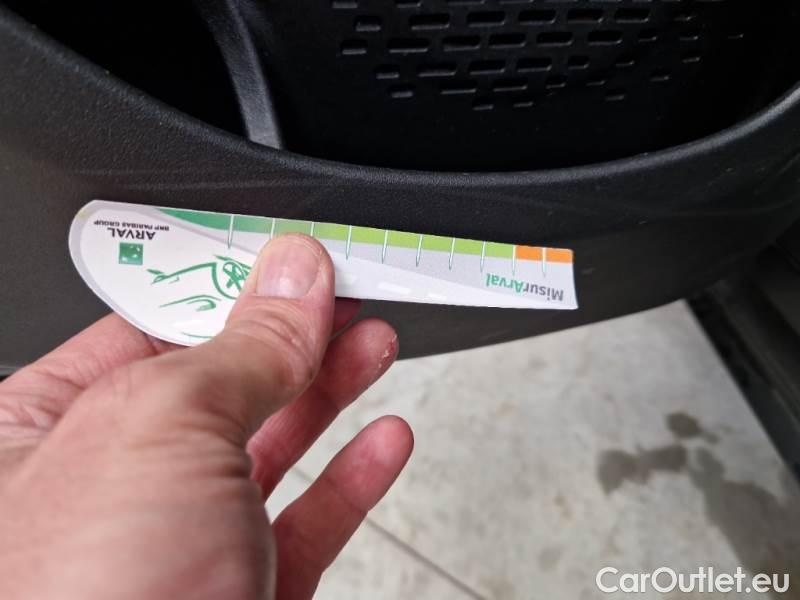 MisurArval
ARVAL
BNP PARIBAS GROUP
CarOutlet.eu